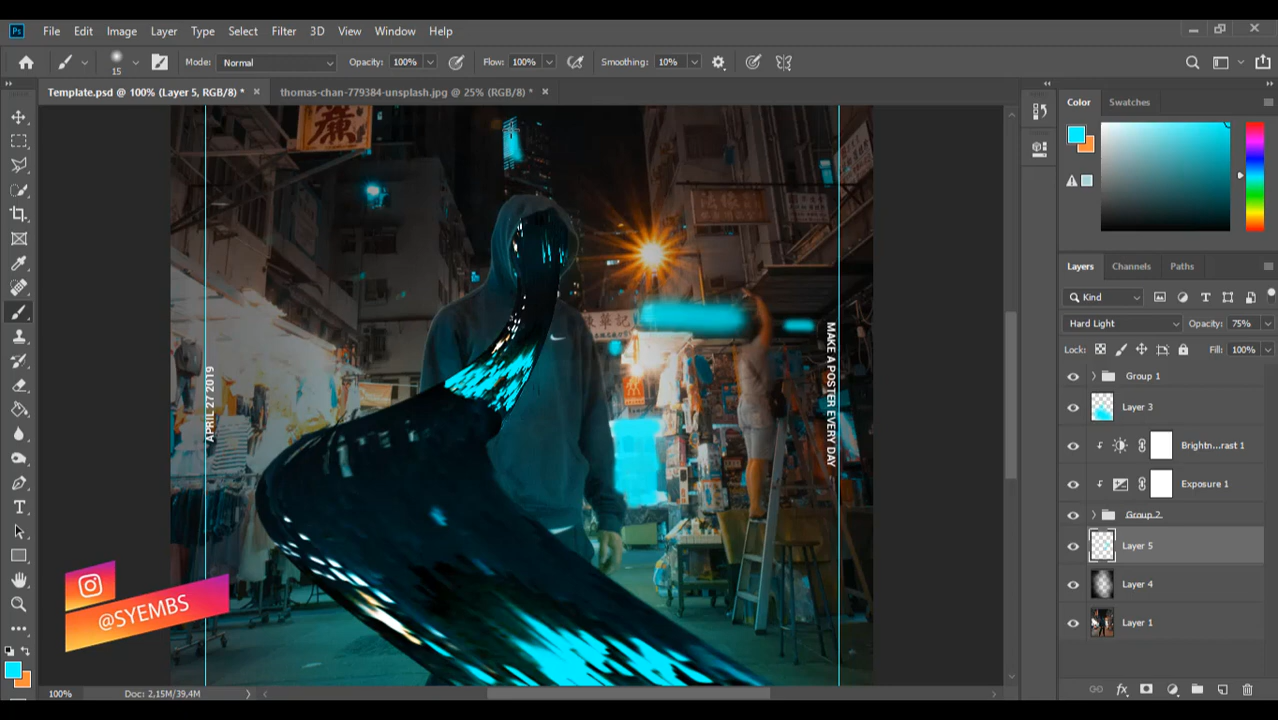 Ps File Edit Image Layer Type Select Filter 3D View Window Help
15 Mode: Normal Opacity: 100% Flow: 100% Smoothing: 10%
Template.psd @ 100% (Layer 5, RGB/8) * × thomas-chan-779384-unsplash.jpg @ 25% (RGB/8) * ×
Color Swatches
APRIL 27 2019
MAKE A POSTER EVERY DAY
@SYEMBS
Layers Channels Paths
Kind
Hard Light Opacity: 75%
Lock: Fill: 100%
Group 1
Layer 3
Brightn...rast 1
Exposure 1
Group 2
Layer 5
Layer 4
Layer 1
100% Doc: 2,15M/39,4M